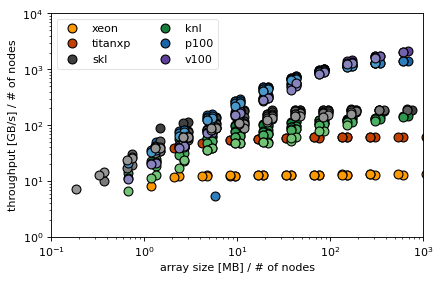 10^4
10^3
10^2
10^1
10^0
throughput [GB/s] / # of nodes
xeon
titanxp
skl
knl
p100
v100
10^-1 10^0 10^1 10^2 10^3
array size [MB] / # of nodes